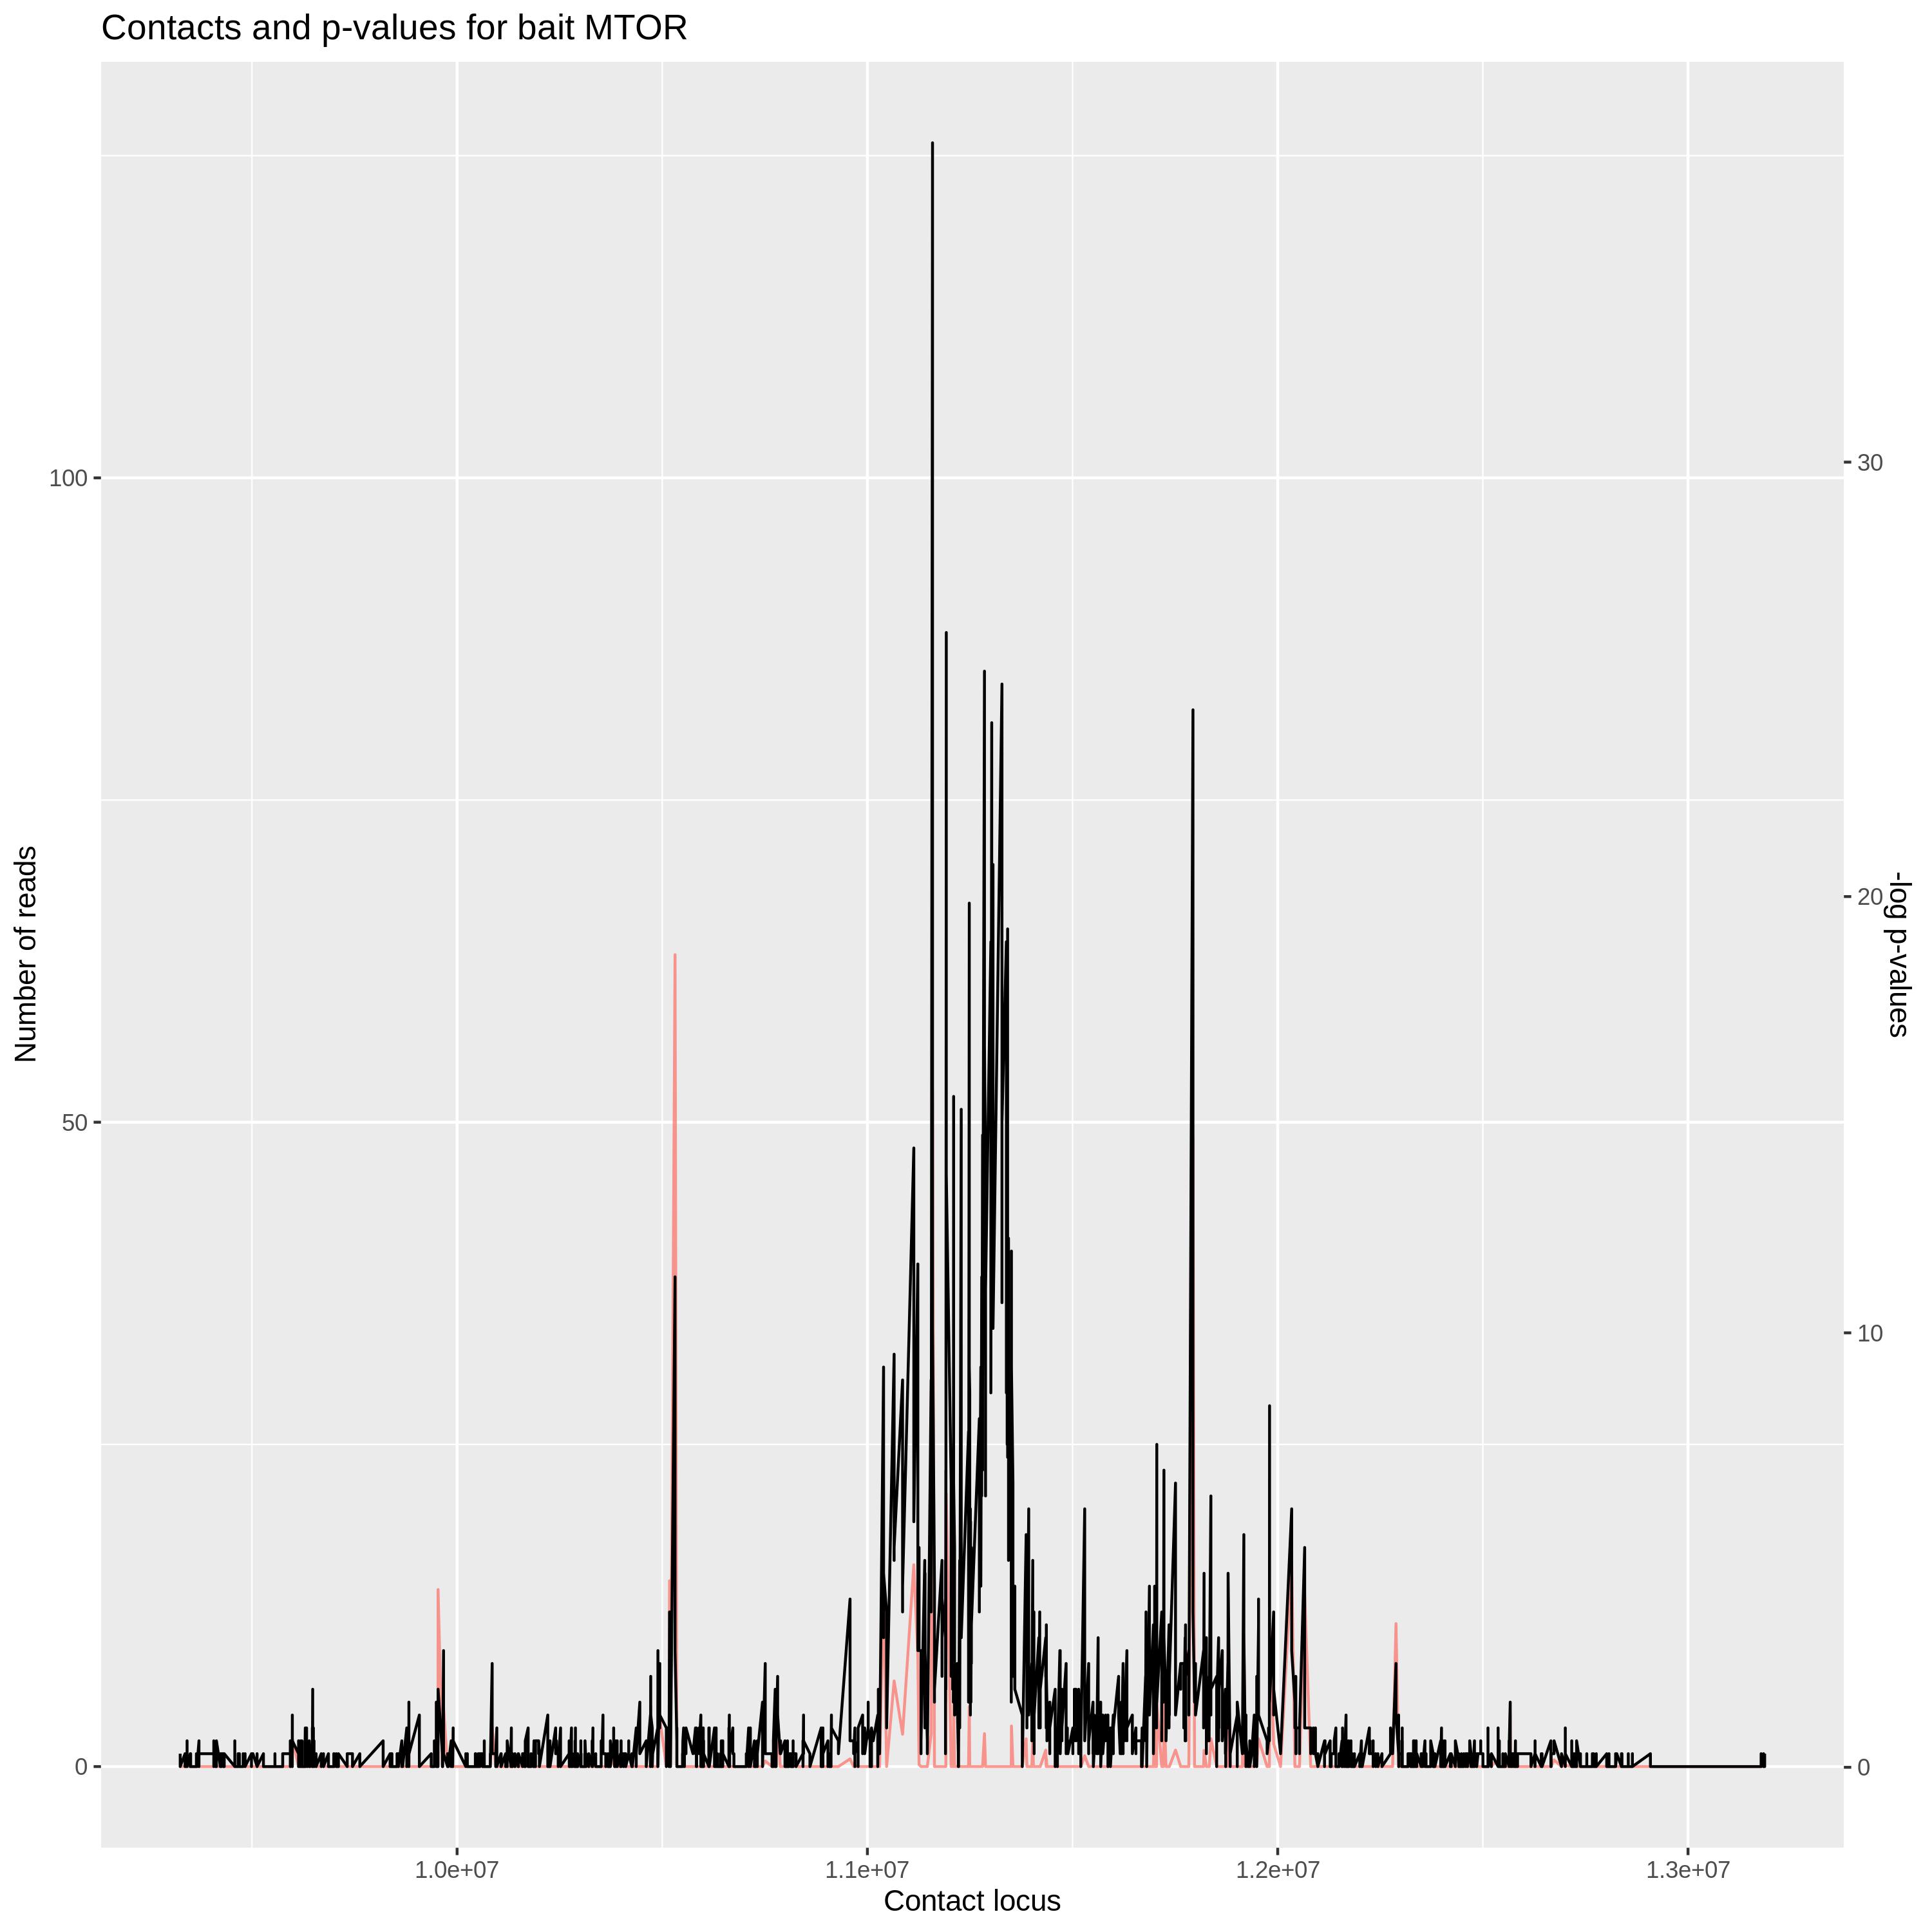 Contacts and p-values for bait MTOR
100
50
0
Number of reads
30
20
10
0
-log p-values
1.0e+07
1.1e+07
1.2e+07
1.3e+07
Contact locus